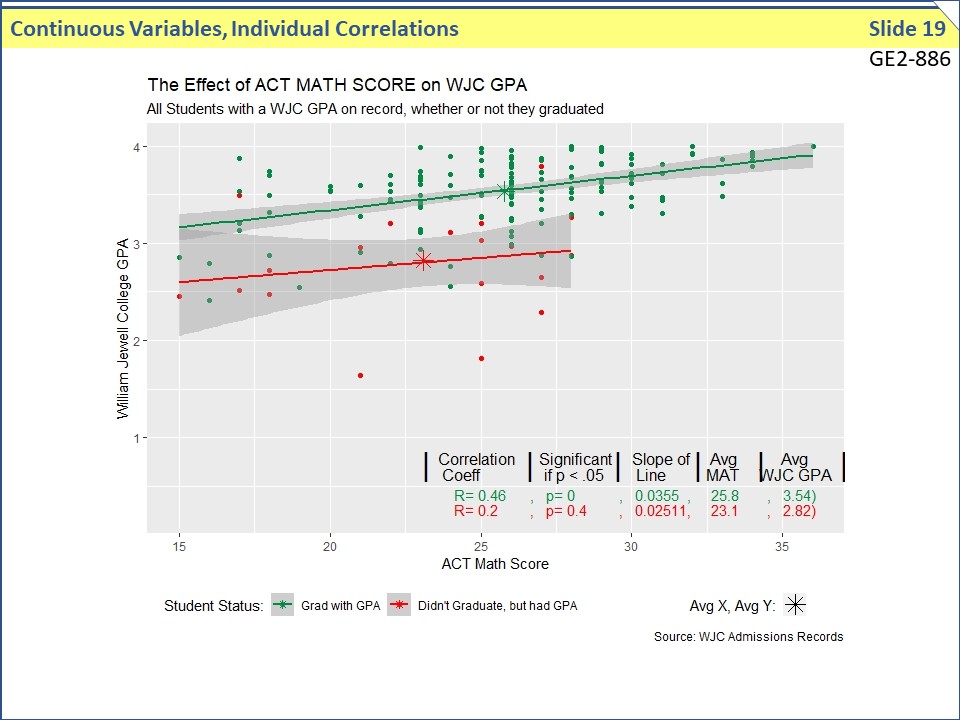 Continuous Variables, Individual Correlations
Slide 19
GE2-886
The Effect of ACT MATH SCORE on WJC GPA
All Students with a WJC GPA on record, whether or not they graduated
4
3
2
1
William Jewell College GPA
| Correlation Coeff | Significant if p < .05 | Slope of Line | Avg MAT | Avg WJC GPA |
R= 0.46 , p= 0 , 0.0355 , 25.8 , 3.54)
R= 0.2 , p= 0.4 , 0.02511, 23.1 , 2.82)
15 20 25 30 35
ACT Math Score
Student Status: Grad with GPA Didn't Graduate, but had GPA Avg X, Avg Y:
Source: WJC Admissions Records